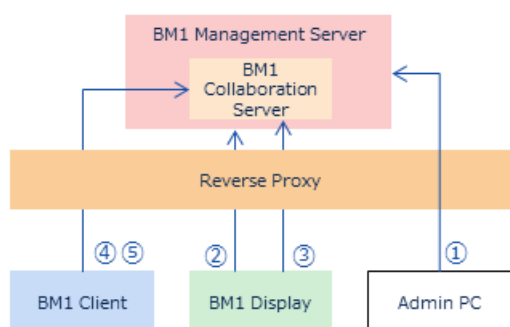 BM1 Management Server
BM1
Collaboration
Server
Reverse Proxy
④ ⑤
②
③
①
BM1 Client
BM1 Display
Admin PC